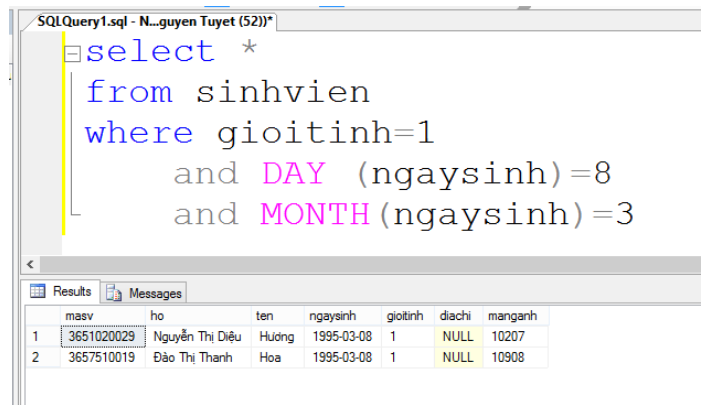 SQLQuery1.sql - N...guyen Tuyet (52))*
select *
from sinhvien
where gioitinh=1
and DAY (ngaysinh)=8
and MONTH(ngaysinh)=3
Results Messages
masv ho ten ngaysinh gioitinh diachi manganh
1 3651020029 Nguyễn Thị Diệu Hương 1995-03-08 1 NULL 10207
2 3657510019 Đào Thị Thanh Hoa 1995-03-08 1 NULL 10908